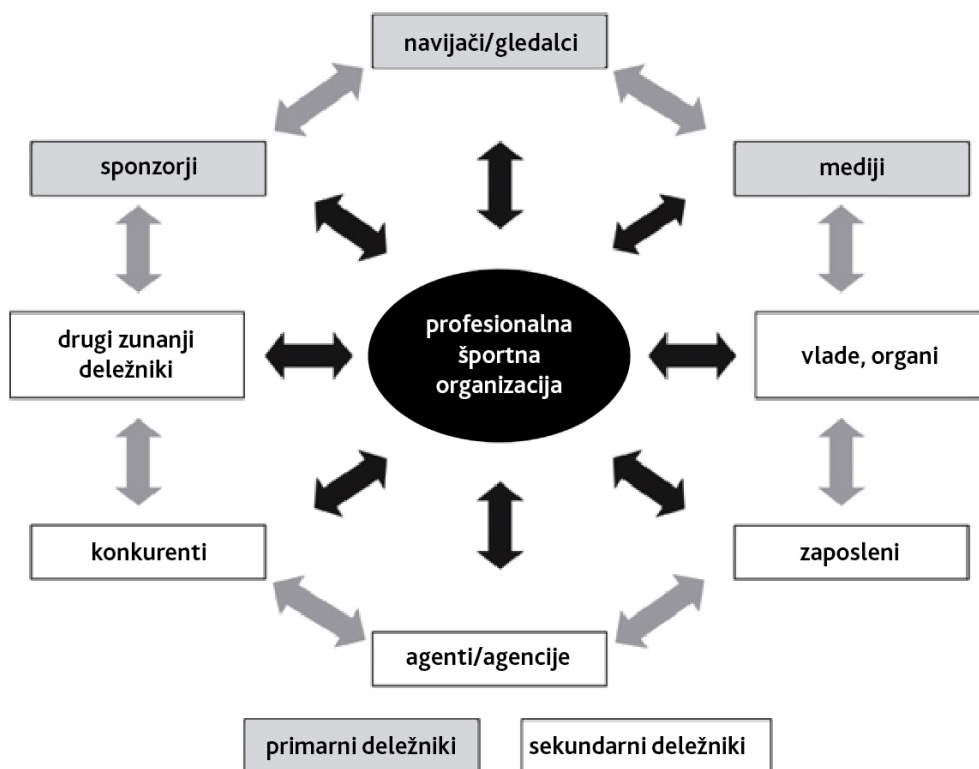 navijači/gledalci
sponzorji
mediji
drugi zunanji
deležniki
profesionalna
športna
organizacija
vlade, organi
konkurenti
zaposleni
agenti/agencije
primarni deležniki
sekundarni deležniki